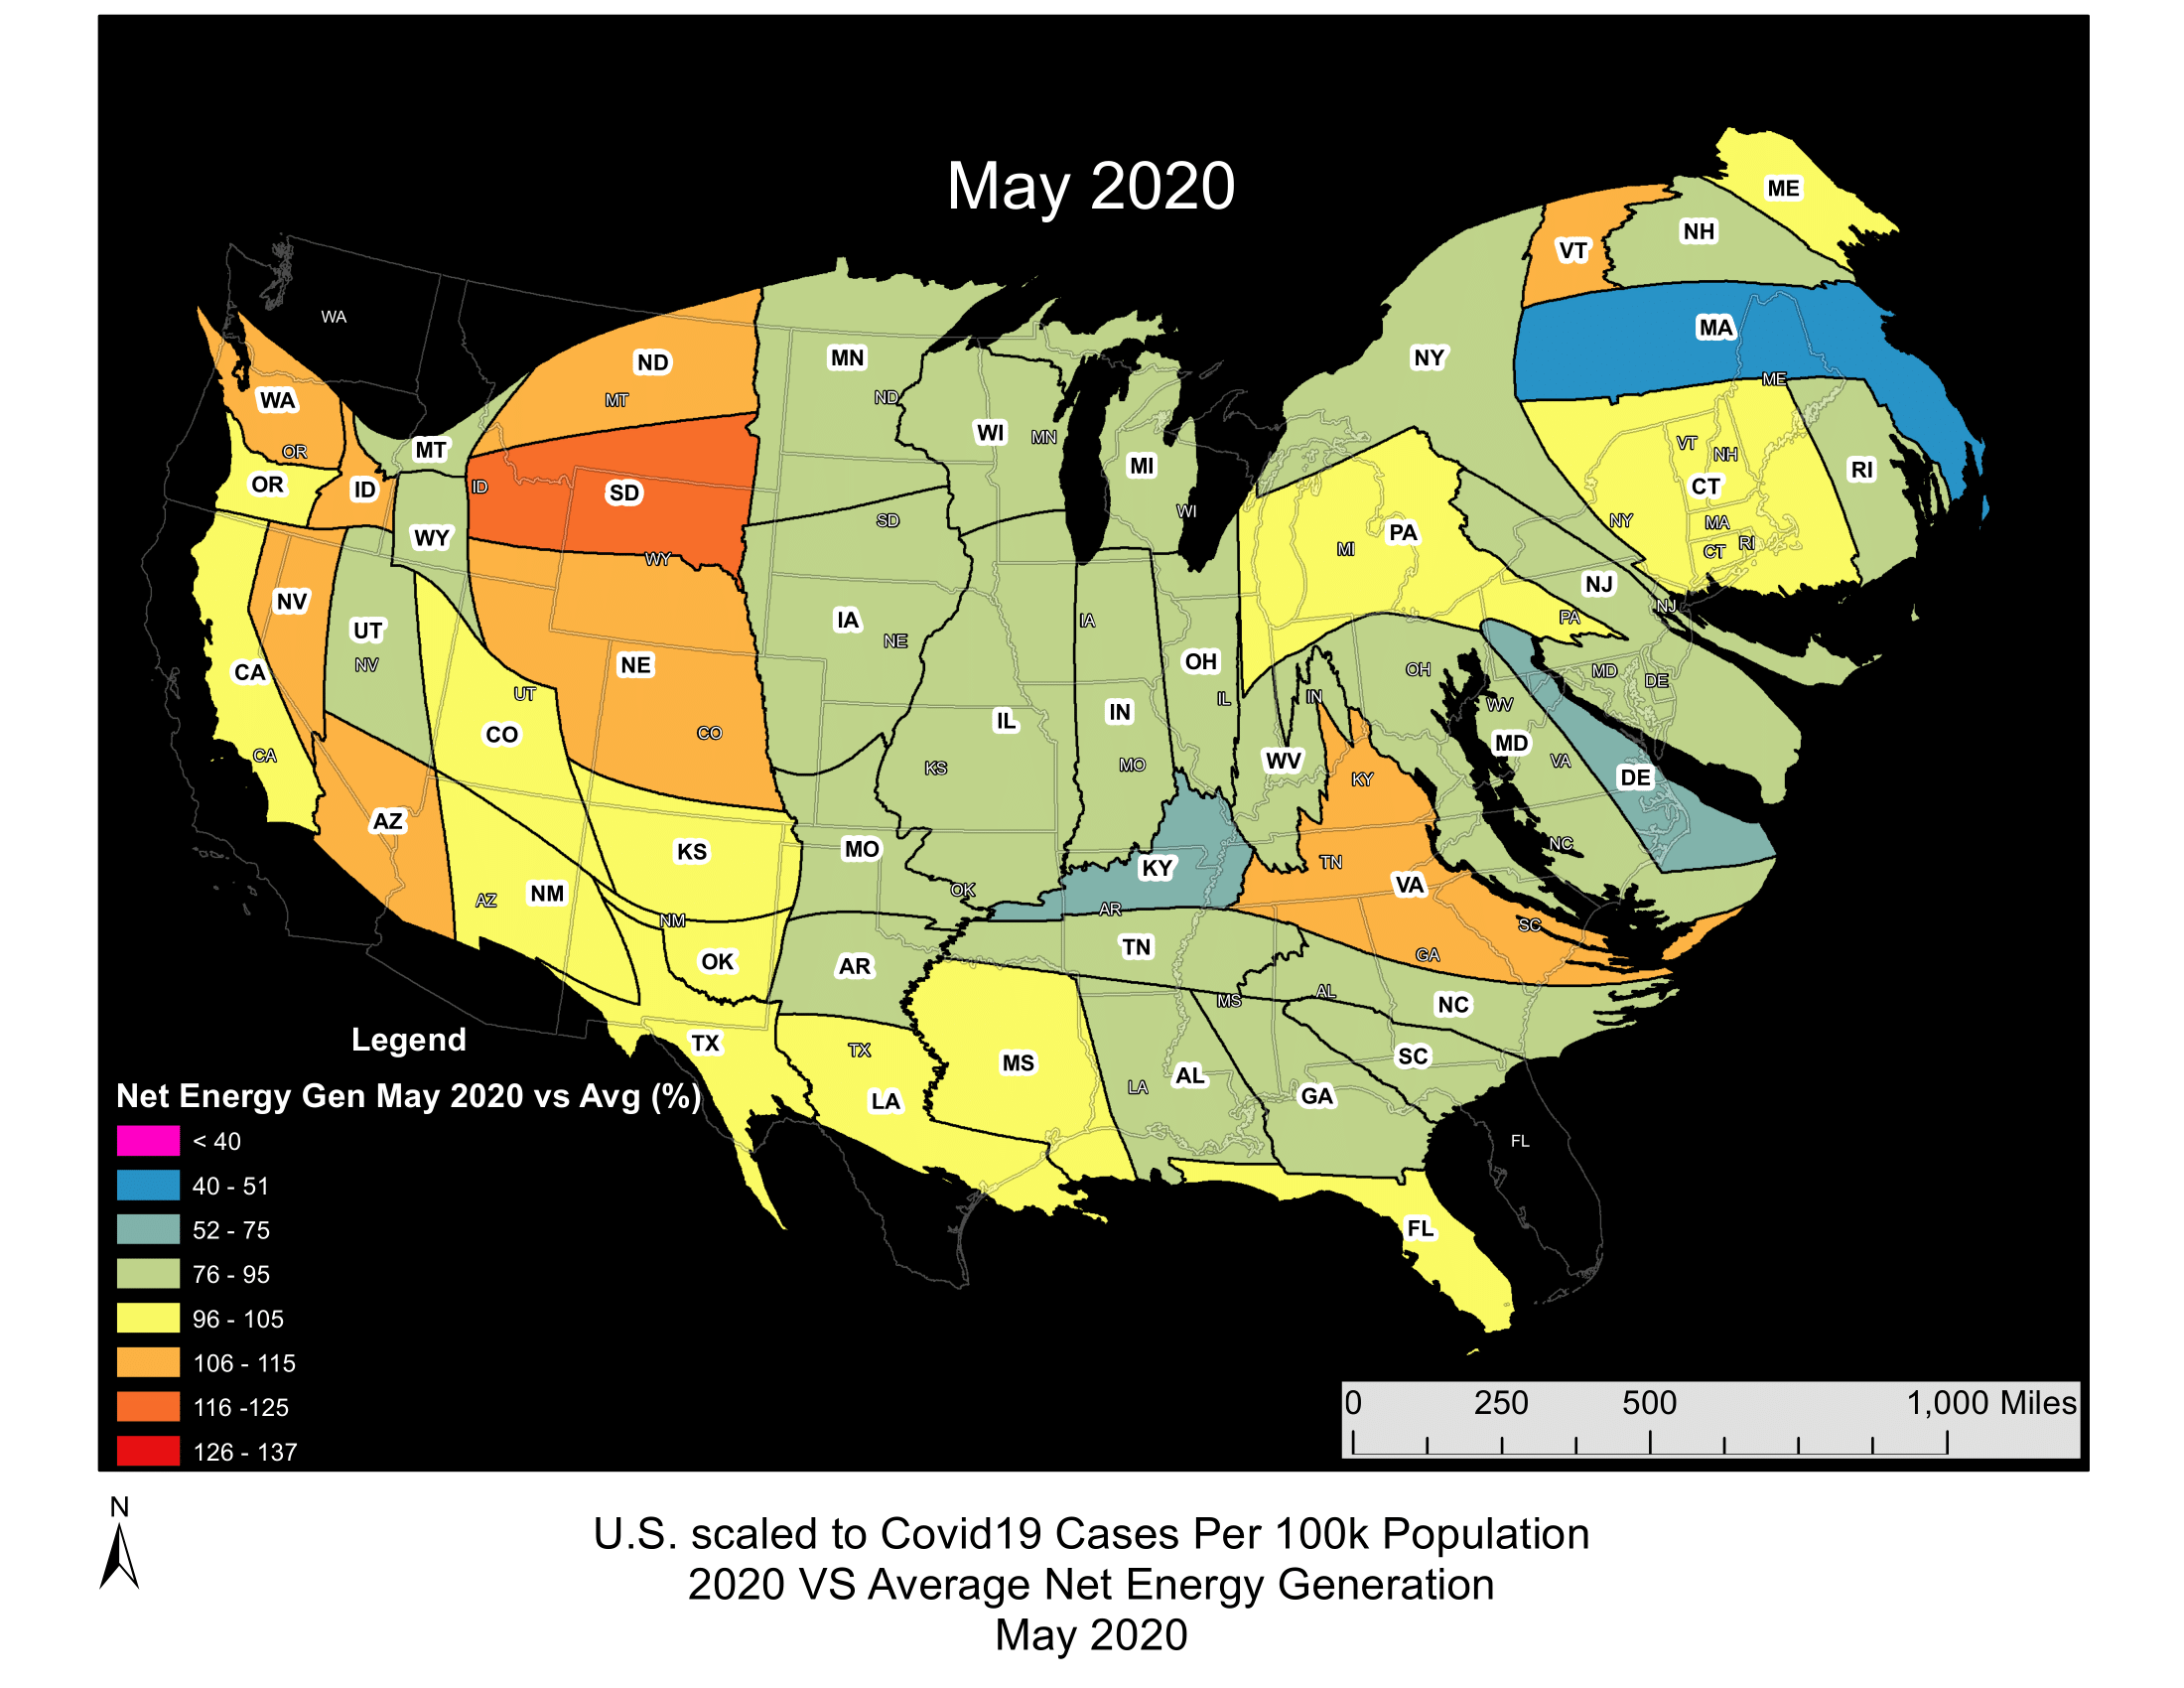 May 2020
ME
NH
VT
WA
MA
ND
MN
NY
ME
MT
ND
WA
WI
MN
VT
NH
OR
MT
MI
RI
OR
ID
ID
SD
CT
WI
SD
NY
MA
WY
PA
MI
CT
RI
WY
NJ
NV
IA
IA
NE
NJ
PA
UT
NV
NE
OH
OH
MD
DE
CA
UT
IL
IN
WV
CO
CO
IL
IN
MD
CA
KS
MO
WV
VA
KY
DE
AZ
KS
MO
NC
KY
TN
AZ
NM
OK
VA
NM
AR
SC
OK
AR
TN
GA
MS
AL
NC
Legend
TX
TX
MS
SC
LA
LA
AL
GA
Net Energy Gen May 2020 vs Avg (%)
FL
< 40
40 - 51
52 - 75
FL
76 - 95
96 - 105
106 - 115
116 -125
126 - 137
0 250 500 1,000 Miles
N
U.S. scaled to Covid19 Cases Per 100k Population
2020 VS Average Net Energy Generation
May 2020